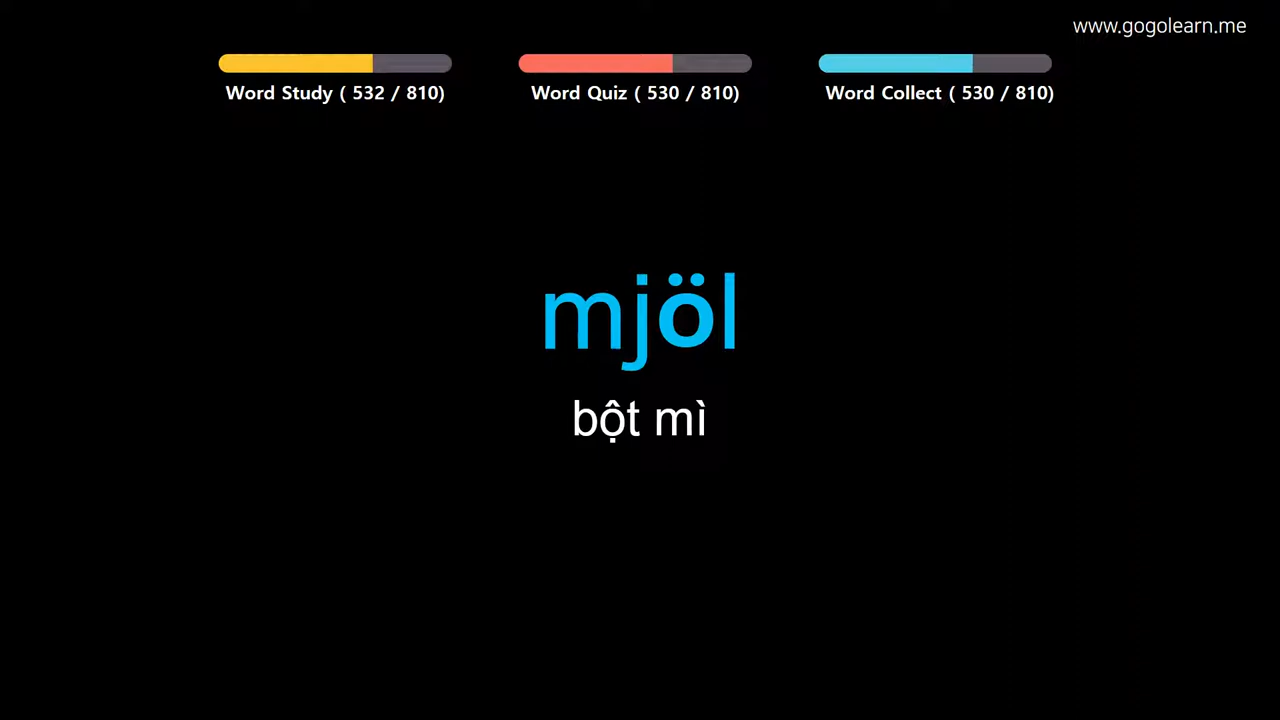 www.gogolearn.me
Word Study ( 532 / 810)
Word Quiz ( 530 / 810)
Word Collect ( 530 / 810)
mjöl
bột mì